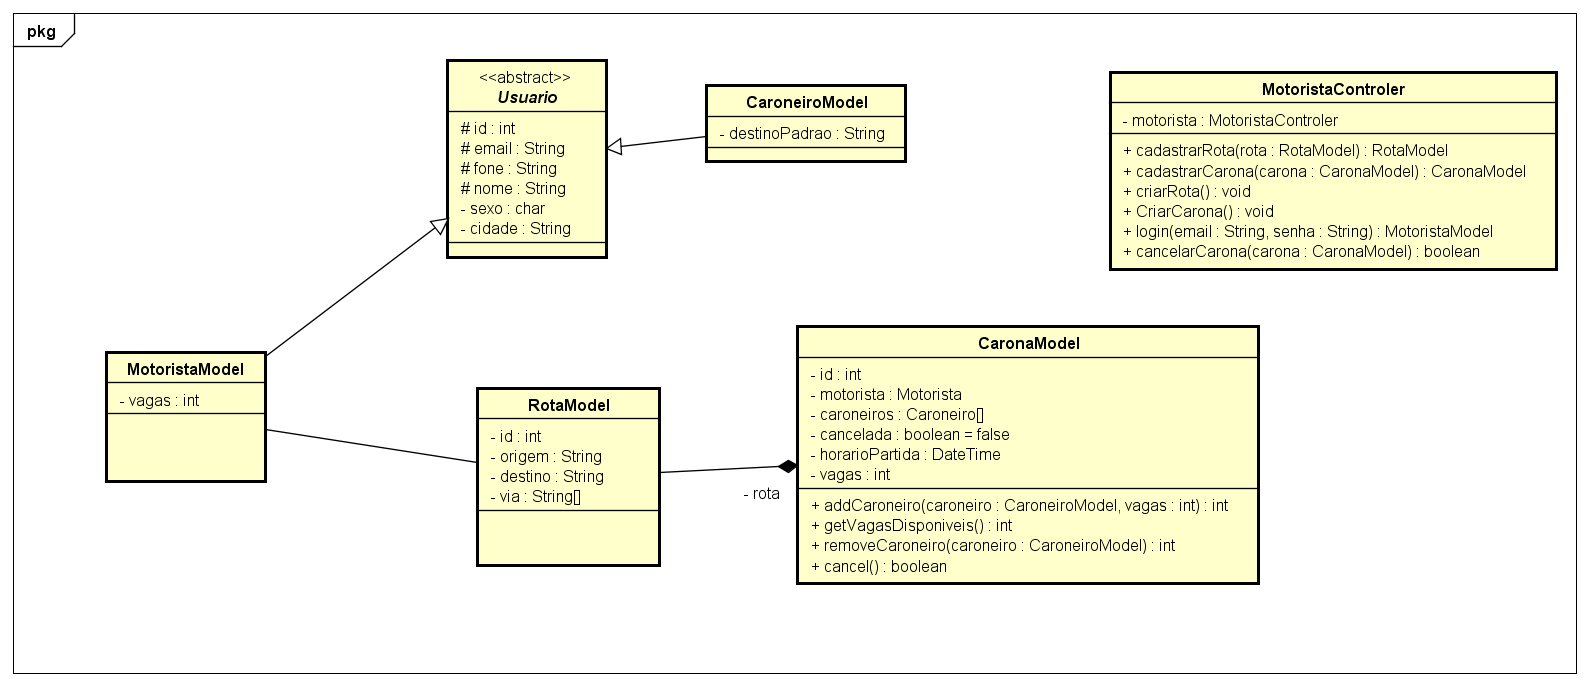 pkg
<<abstract>>
Usuario
# id : int
# email : String
# fone : String
# nome : String
- sexo : char
- cidade : String
CaroneiroModel
- destinoPadrao : String
MotoristaControler
- motorista : MotoristaControler
+ cadastrarRota(rota : RotaModel) : RotaModel
+ cadastrarCarona(carona : CaronaModel) : CaronaModel
+ criarRota() : void
+ CriarCarona() : void
+ login(email : String, senha : String) : MotoristaModel
+ cancelarCarona(carona : CaronaModel) : boolean
MotoristaModel
- vagas : int
RotaModel
- id : int
- origem : String
- destino : String
- via : String[]
- rota
CaronaModel
- id : int
- motorista : Motorista
- caroneiros : Caroneiro[]
- cancelada : boolean = false
- horarioPartida : DateTime
- vagas : int
+ addCaroneiro(caroneiro : CaroneiroModel, vagas : int) : int
+ getVagasDisponiveis() : int
+ removeCaroneiro(caroneiro : CaroneiroModel) : int
+ cancel() : boolean